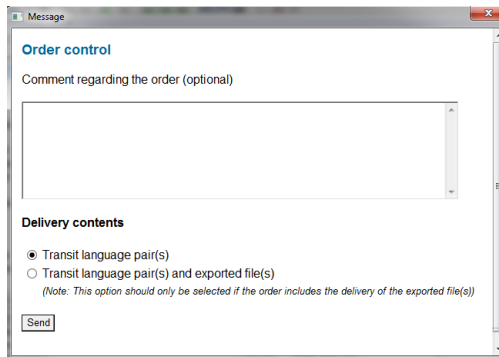 Message
Order control
Comment regarding the order (optional)
Delivery contents
Transit language pair(s)
Transit language pair(s) and exported file(s)
(Note: This option should only be selected if the order includes the delivery of the exported file(s))
Send